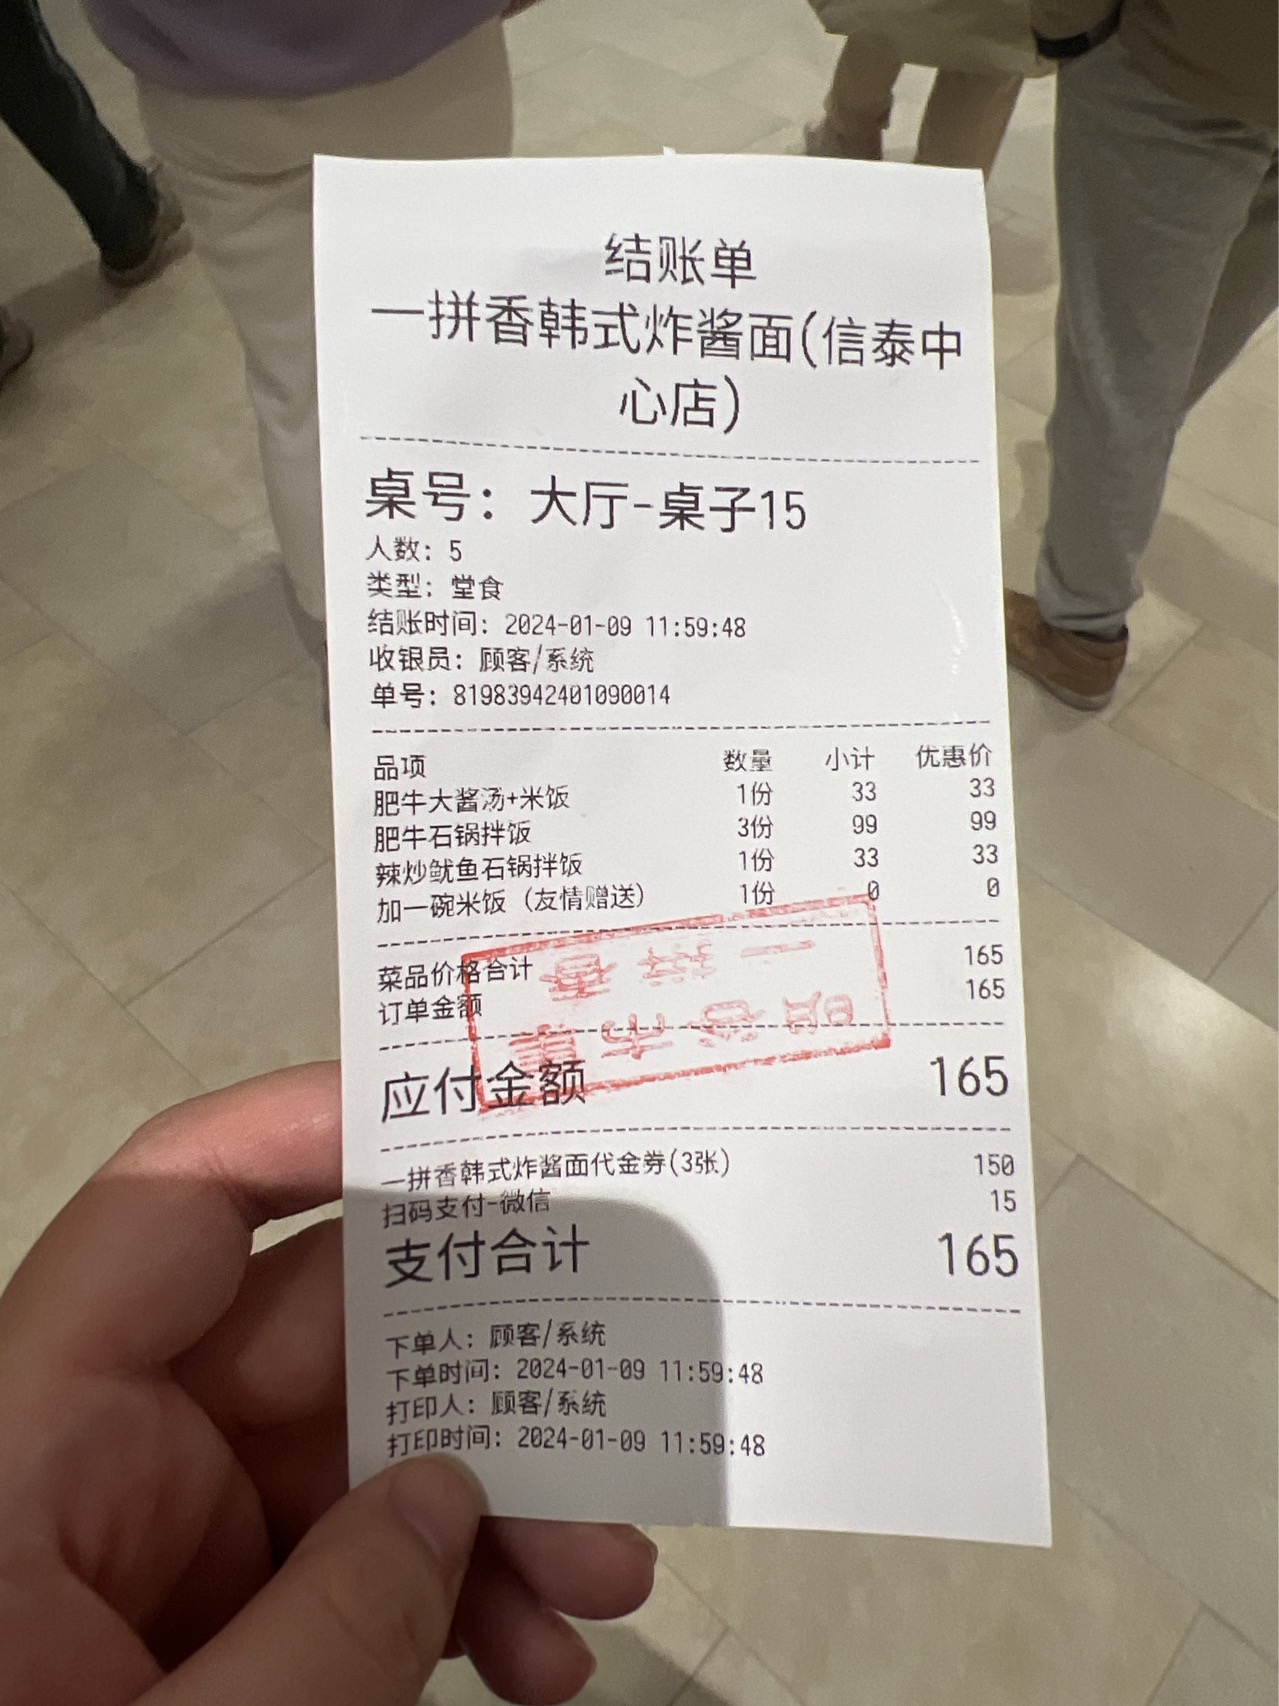 结账单
一拼香韩式炸酱面(信泰中
心店)
桌号：大厅-桌子15
人数：5
类型：堂食
结账时间：2024-01-09 11:59:48
收银员：顾客/系统
单号：81983942401090014
品项 数量 小计 优惠价
肥牛大酱汤+米饭 1份 33 33
肥牛石锅拌饭 3份 99 99
辣炒鱿鱼石锅拌饭 1份 33 33
加一碗米饭（友情赠送） 1份 0 0
菜品价格合计 165
订单金额 165
应付金额 165
一拼香韩式炸酱面代金券(3张) 150
扫码支付-微信 15
支付合计 165
下单人：顾客/系统
下单时间：2024-01-09 11:59:48
打印人：顾客/系统
打印时间：2024-01-09 11:59:48